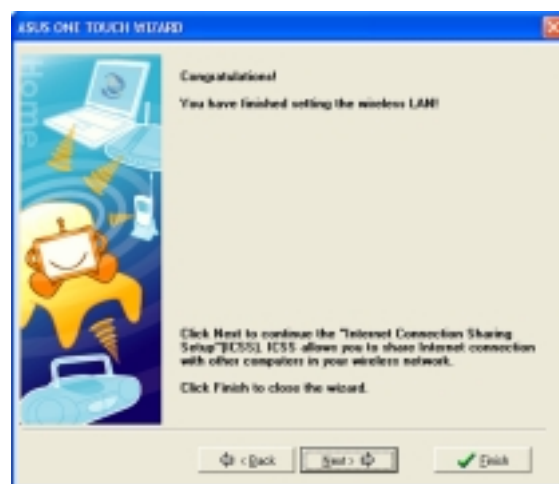 ASUS ONE TOUCH WIZARD
Home
Congratulations!
You have finished setting the wireless LAN!
Click Next to continue the "Internet Connection Sharing
Setup"(ICSS). ICSS allows you to share Internet connection
with other computers in your wireless network.
Click Finish to close the wizard.
< Back
Next >
Finish